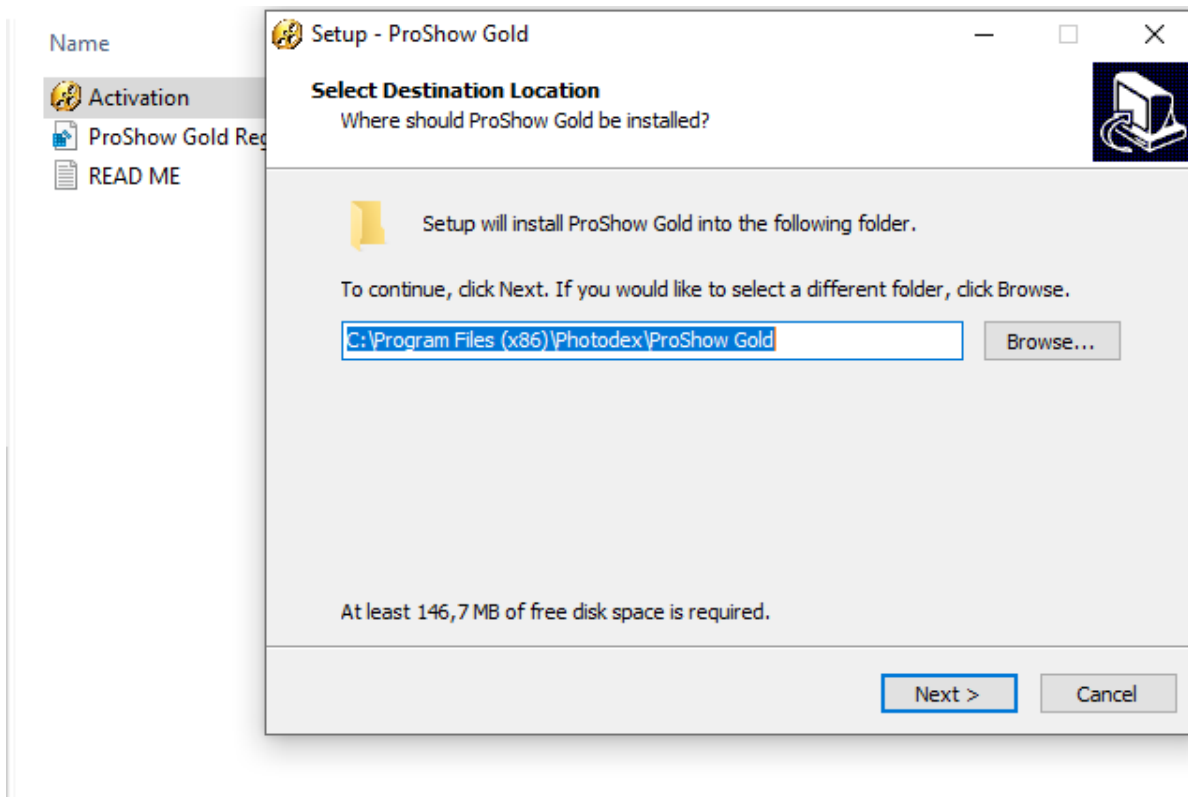 Name
Activation
ProShow Gold Reg
READ ME
Setup - ProShow Gold
Select Destination Location
Where should ProShow Gold be installed?
Setup will install ProShow Gold into the following folder.
To continue, click Next. If you would like to select a different folder, click Browse.
C:\Program Files (x86)\Photodex\ProShow Gold
Browse...
At least 146,7 MB of free disk space is required.
Next >
Cancel